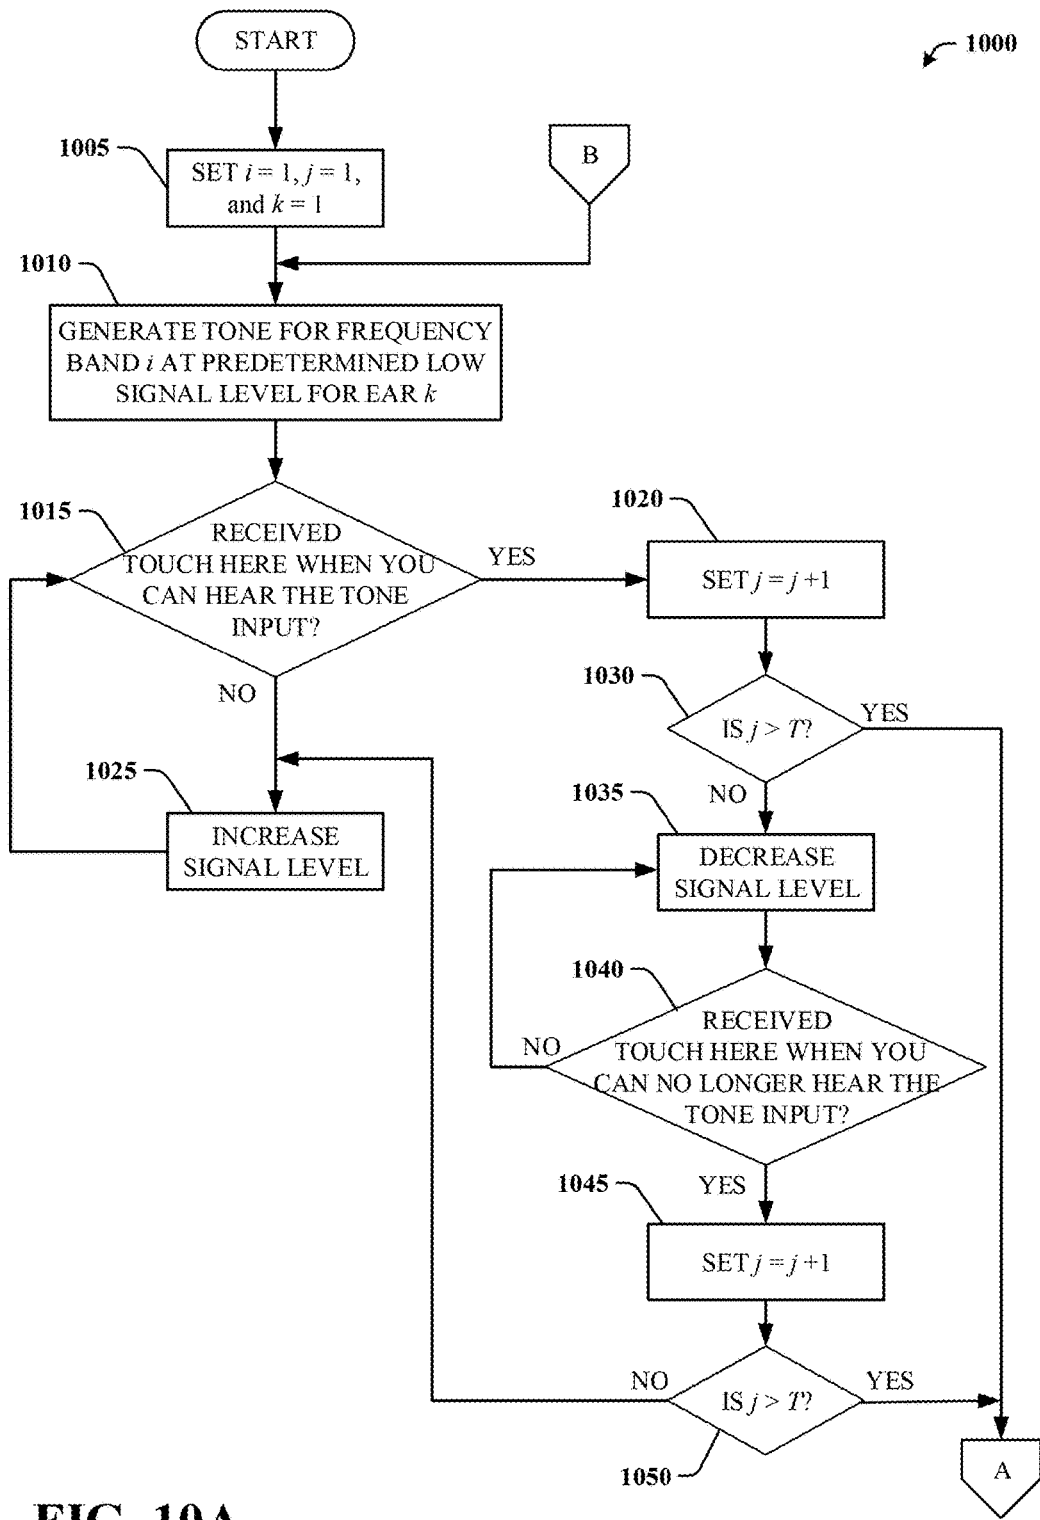 START
1000
1005
SET i = 1, j = 1,
and k = 1
B
1010
GENERATE TONE FOR FREQUENCY
BAND i AT PREDETERMINED LOW
SIGNAL LEVEL FOR EAR k
1015
RECEIVED
TOUCH HERE WHEN YOU
CAN HEAR THE TONE
INPUT?
YES
NO
1020
SET j = j +1
1030
IS j > T?
YES
NO
1025
INCREASE
SIGNAL LEVEL
1035
DECREASE
SIGNAL LEVEL
1040
RECEIVED
TOUCH HERE WHEN YOU
CAN NO LONGER HEAR THE
TONE INPUT?
NO
YES
1045
SET j = j +1
NO
IS j > T?
YES
1050
A
FIG. 10A